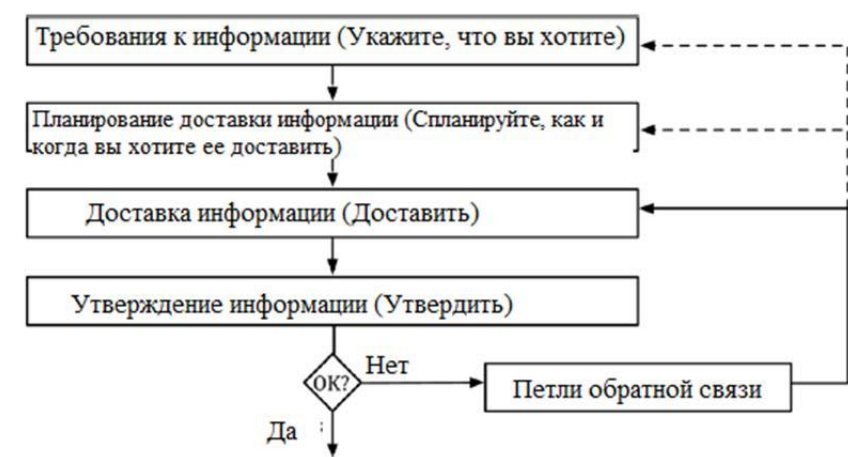 Требования к информации (Укажите, что вы хотите)
Планирование доставки информации (Спланируйте, как и
когда вы хотите ее доставить)
Доставка информации (Доставить)
Утверждение информации (Утвердить)
ОК?
Нет
Петли обратной связи
Да